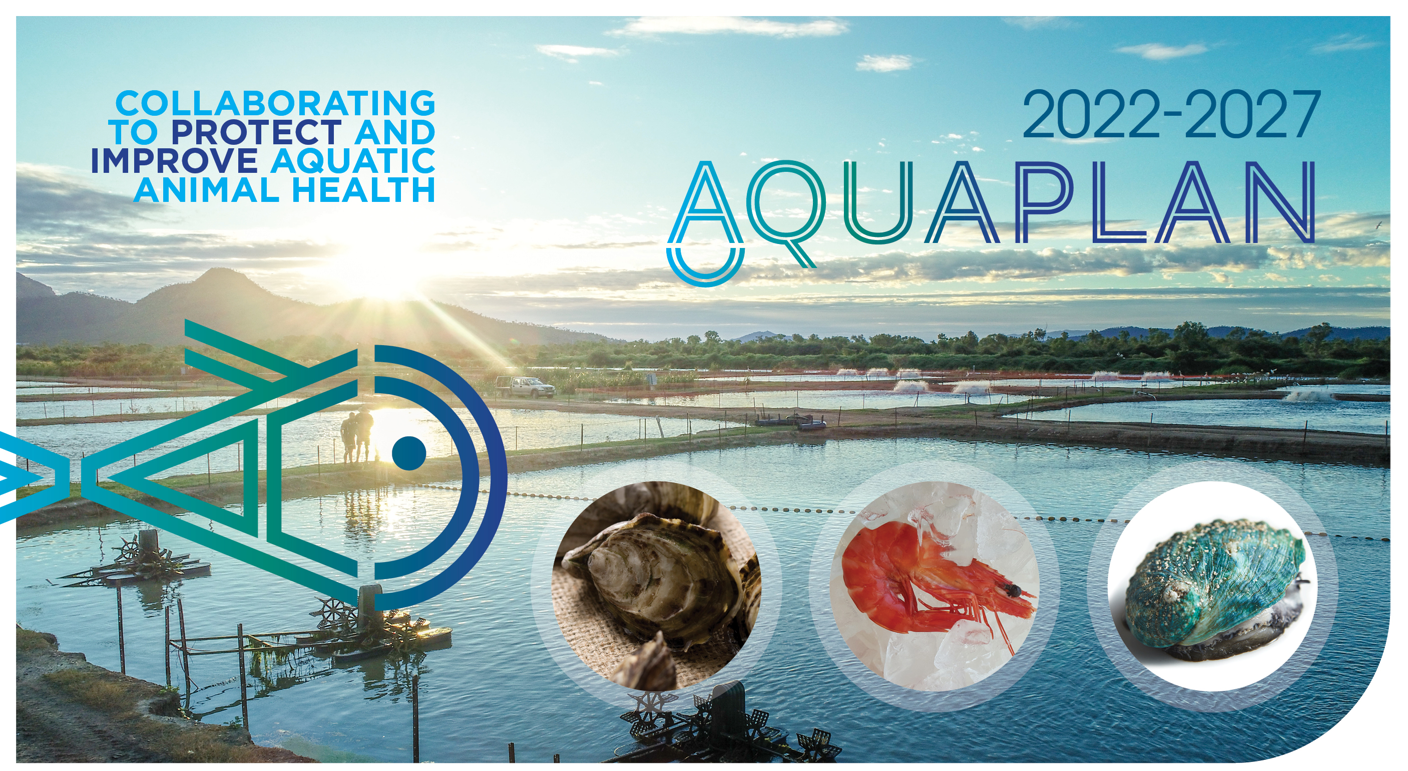 COLLABORATING
TO PROTECT AND
IMPROVE AQUATIC
ANIMAL HEALTH
2022-2027
AQUAPLAN